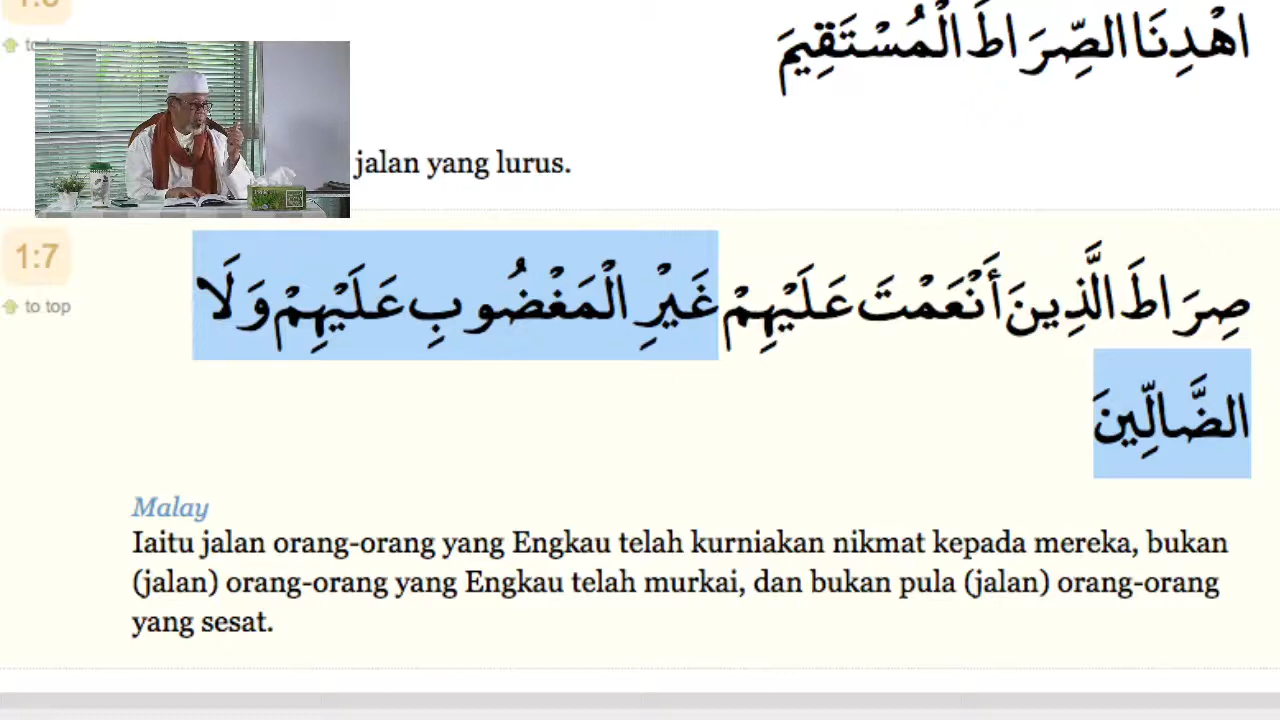 اهْدِنَا الصِّرَاطَ الْمُسْتَقِيمَ
jalan yang lurus.
1:7
to top
صِرَاطَ الَّذِينَ أَنْعَمْتَ عَلَيْهِمْ غَيْرِ الْمَغْضُوبِ عَلَيْهِمْ وَلَا
الضَّالِّينَ
Malay
Iaitu jalan orang-orang yang Engkau telah kurniakan nikmat kepada mereka, bukan
(jalan) orang-orang yang Engkau telah murkai, dan bukan pula (jalan) orang-orang
yang sesat.